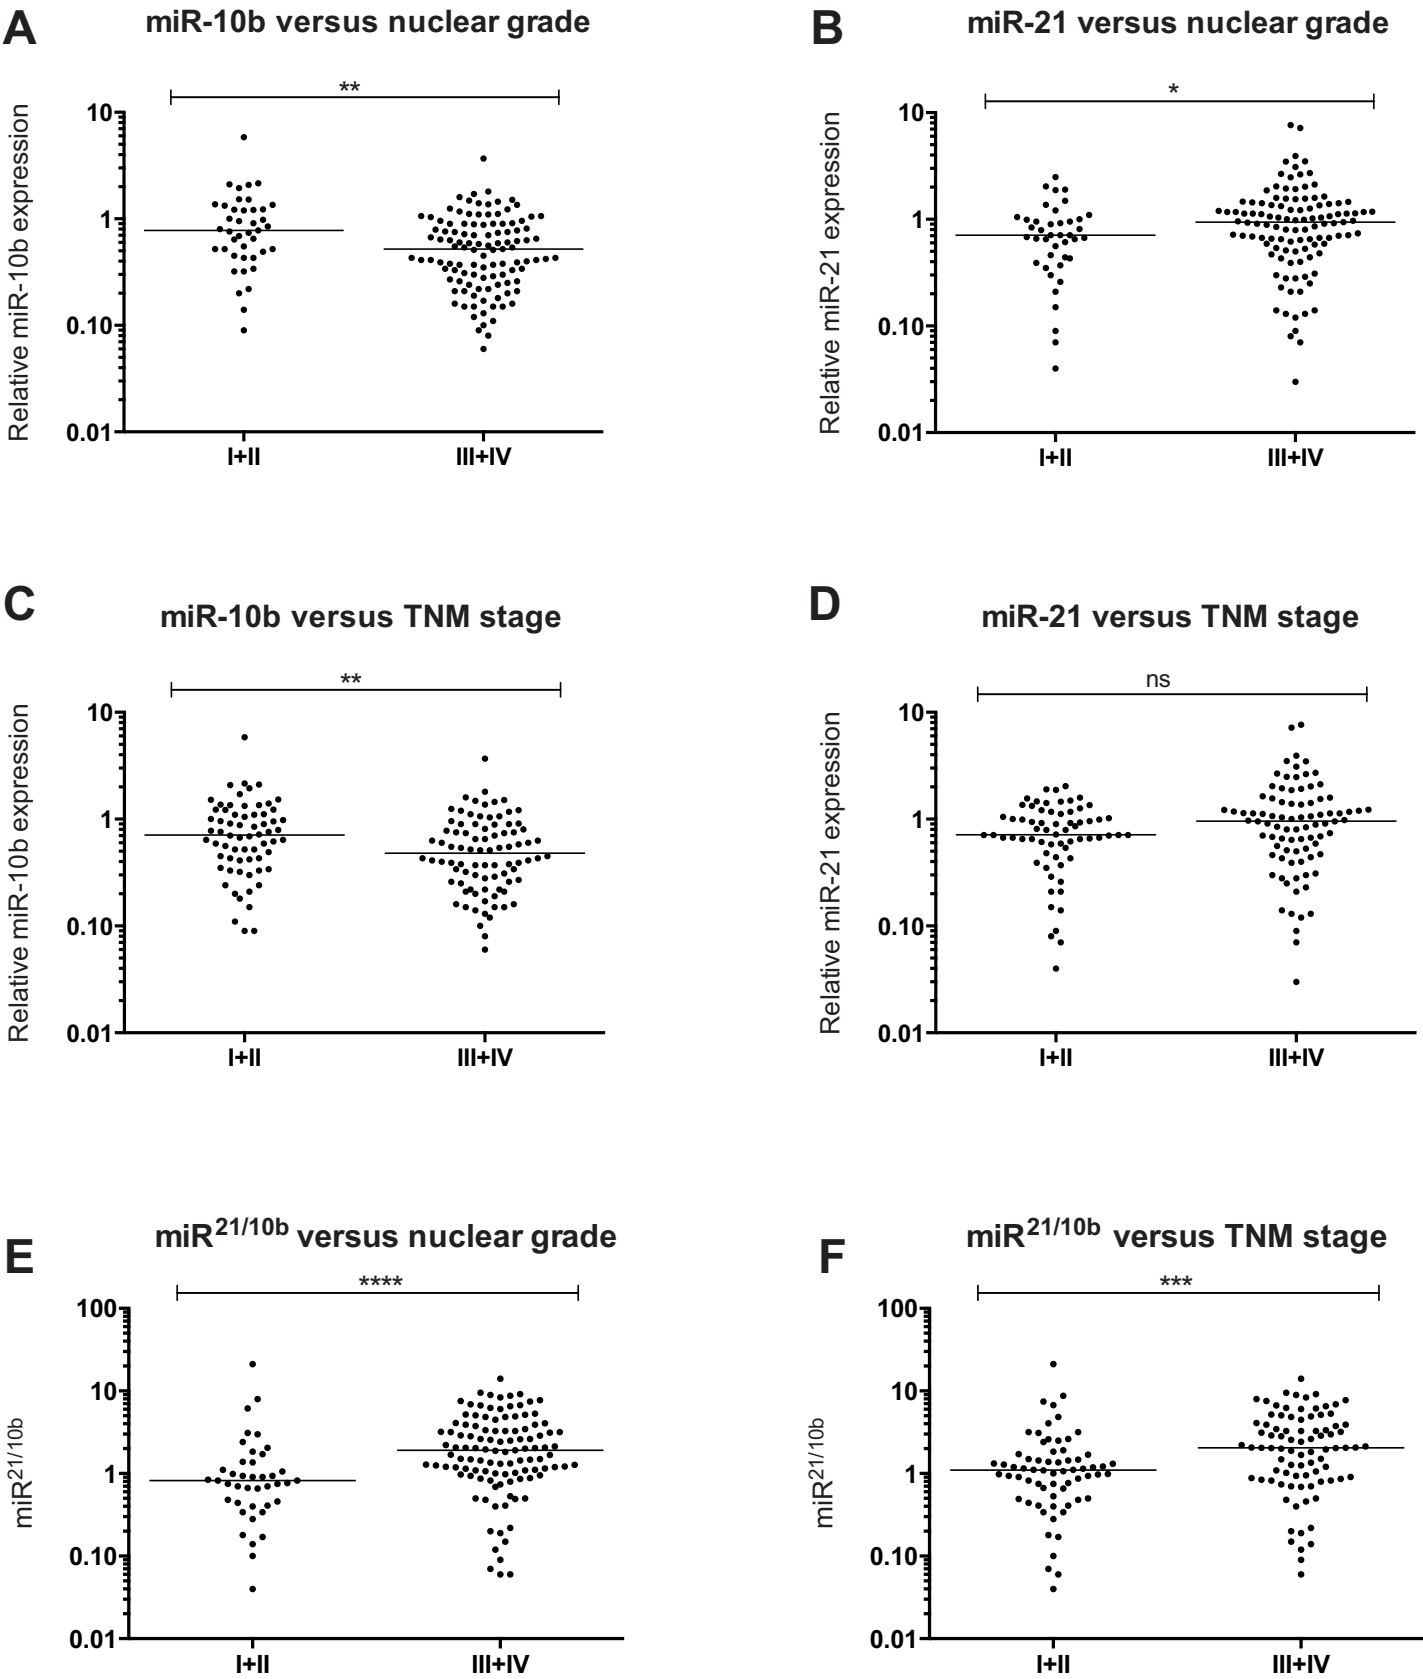 A
miR-10b versus nuclear grade
**
Relative miR-10b expression
10
1
0.10
0.01
I+II
III+IV
B
miR-21 versus nuclear grade
*
Relative miR-21 expression
10
1
0.10
0.01
I+II
III+IV
C
miR-10b versus TNM stage
**
Relative miR-10b expression
10
1
0.10
0.01
I+II
III+IV
D
miR-21 versus TNM stage
ns
Relative miR-21 expression
10
1
0.10
0.01
I+II
III+IV
E
miR21/10b versus nuclear grade
****
miR21/10b
100
10
1
0.10
0.01
I+II
III+IV
F
miR21/10b versus TNM stage
***
miR21/10b
100
10
1
0.10
0.01
I+II
III+IV